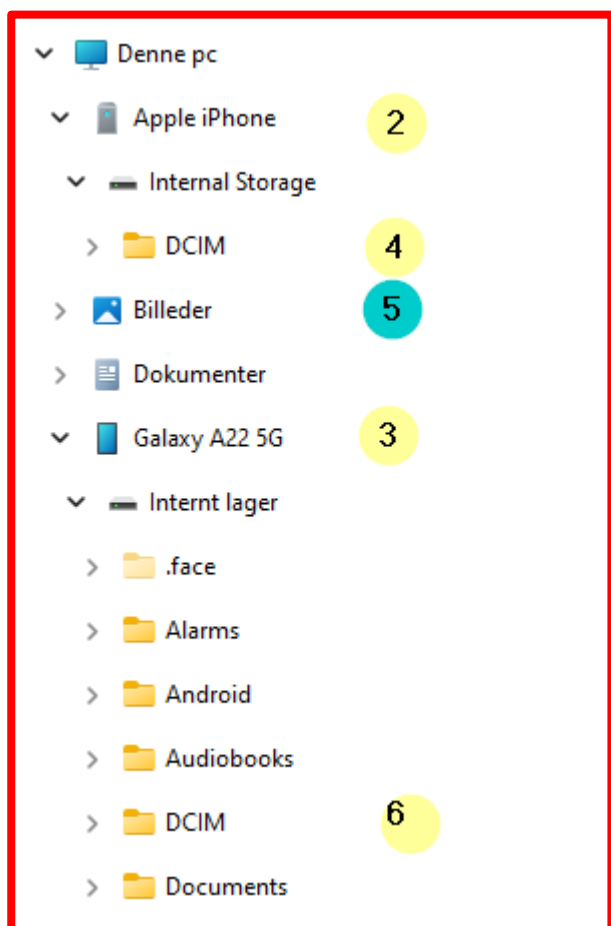 Denne pc
Apple iPhone 2
Internal Storage
DCIM 4
Billeder 5
Dokumenter
Galaxy A22 5G 3
Internt lager
.face
Alarms
Android
Audiobooks
DCIM 6
Documents